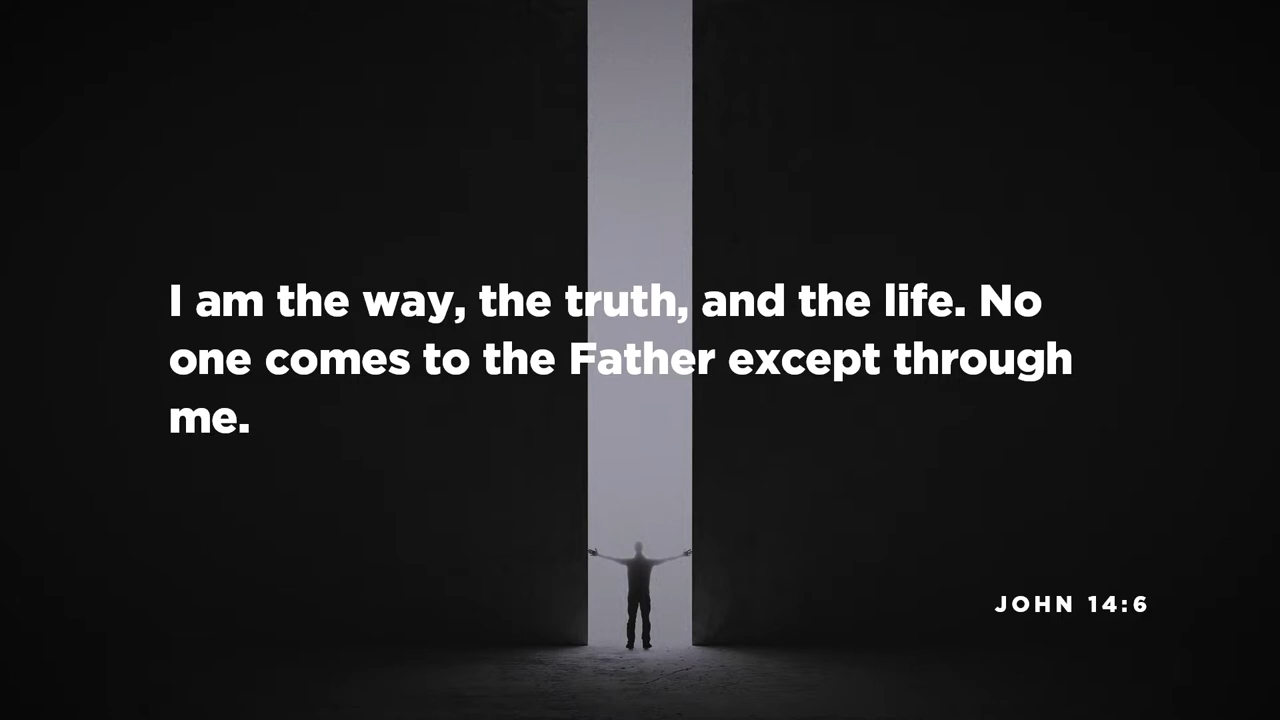 I am the way, the truth, and the life. No
one comes to the Father except through
me.
JOHN 14:6